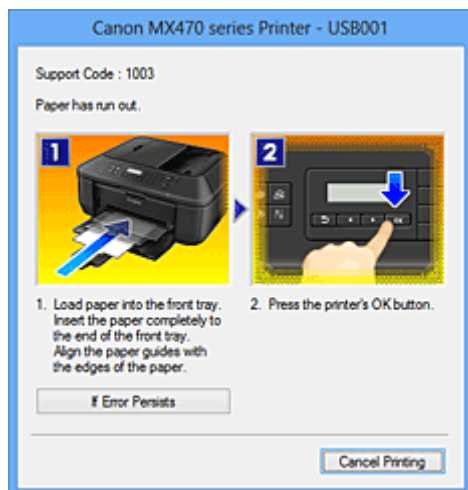 Canon MX470 series Printer - USB001
Support Code : 1003
Paper has run out.
1
2
1. Load paper into the front tray.
Insert the paper completely to
the end of the front tray.
Align the paper guides with
the edges of the paper.
2. Press the printer's OK button.
If Error Persists
Cancel Printing